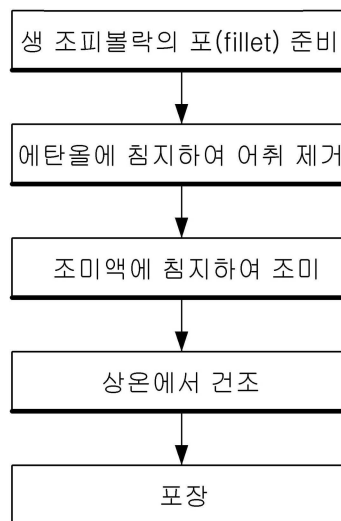 생 조피볼락의 포(fillet) 준비
에탄올에 침지하여 어취 제거
조미액에 침지하여 조미
상온에서 건조
포장